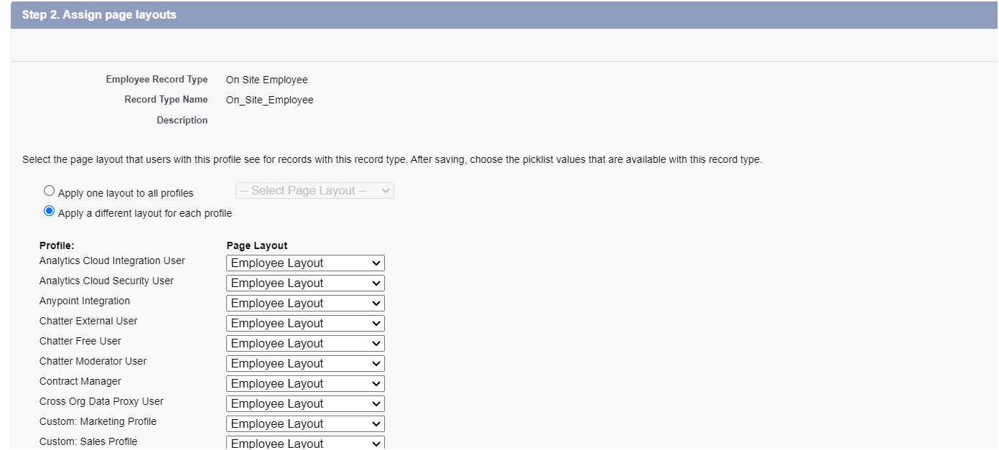 Step 2. Assign page layouts
Employee Record Type On Site Employee
Record Type Name On_Site_Employee
Description
Select the page layout that users with this profile see for records with this record type. After saving, choose the picklist values that are available with this record type.
Apply one layout to all profiles -- Select Page Layout --
Apply a different layout for each profile
Profile: Page Layout
Analytics Cloud Integration User Employee Layout
Analytics Cloud Security User Employee Layout
Anypoint Integration Employee Layout
Chatter External User Employee Layout
Chatter Free User Employee Layout
Chatter Moderator User Employee Layout
Contract Manager Employee Layout
Cross Org Data Proxy User Employee Layout
Custom: Marketing Profile Employee Layout
Custom: Sales Profile Employee Layout